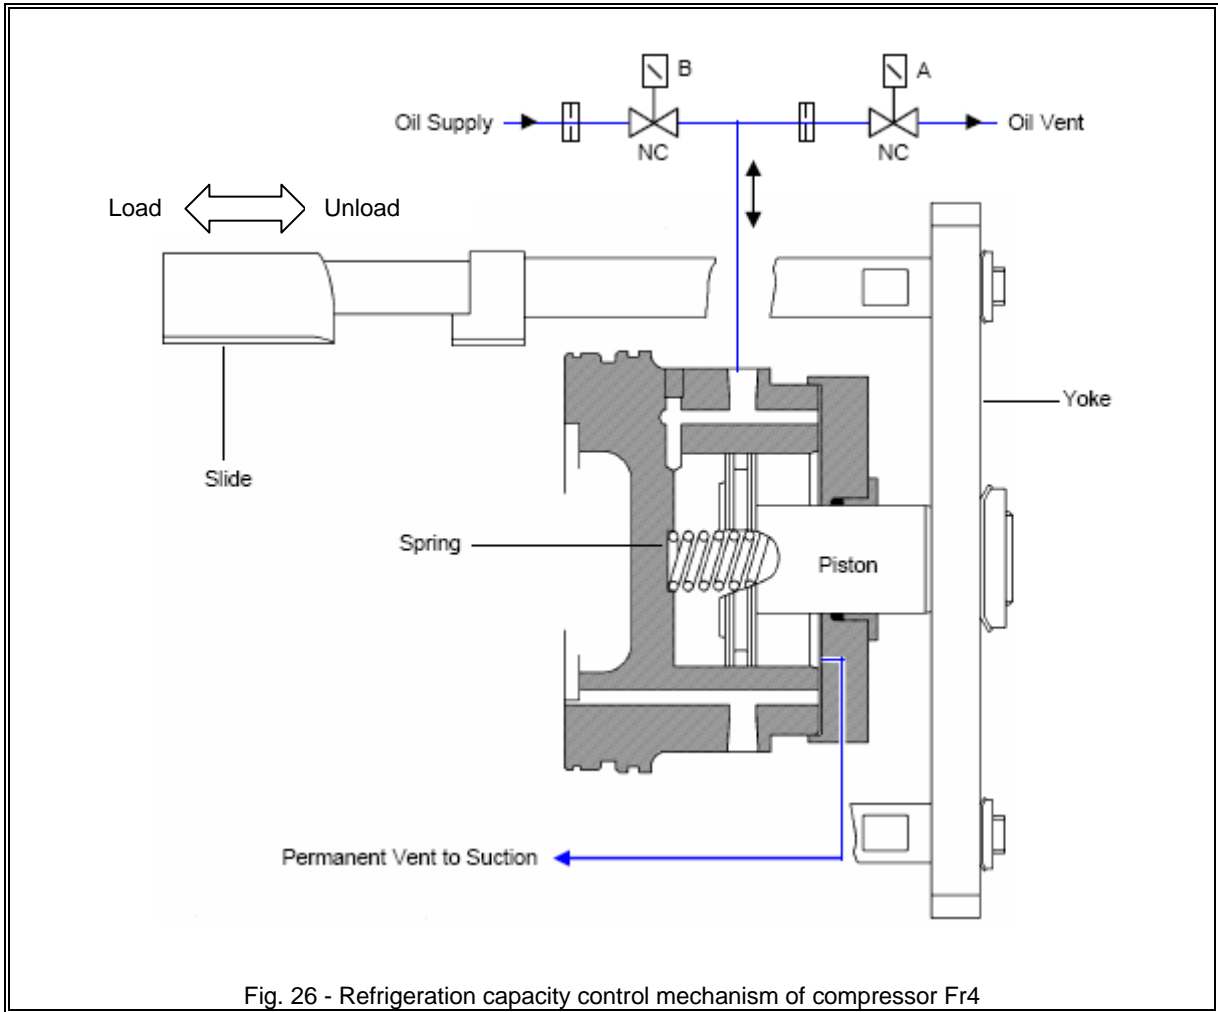 B
A
Oil Supply
Oil Vent
NC
NC
Load
Unload
Yoke
Slide
Spring
Piston
Permanent Vent to Suction
Fig. 26 - Refrigeration capacity control mechanism of compressor Fr4